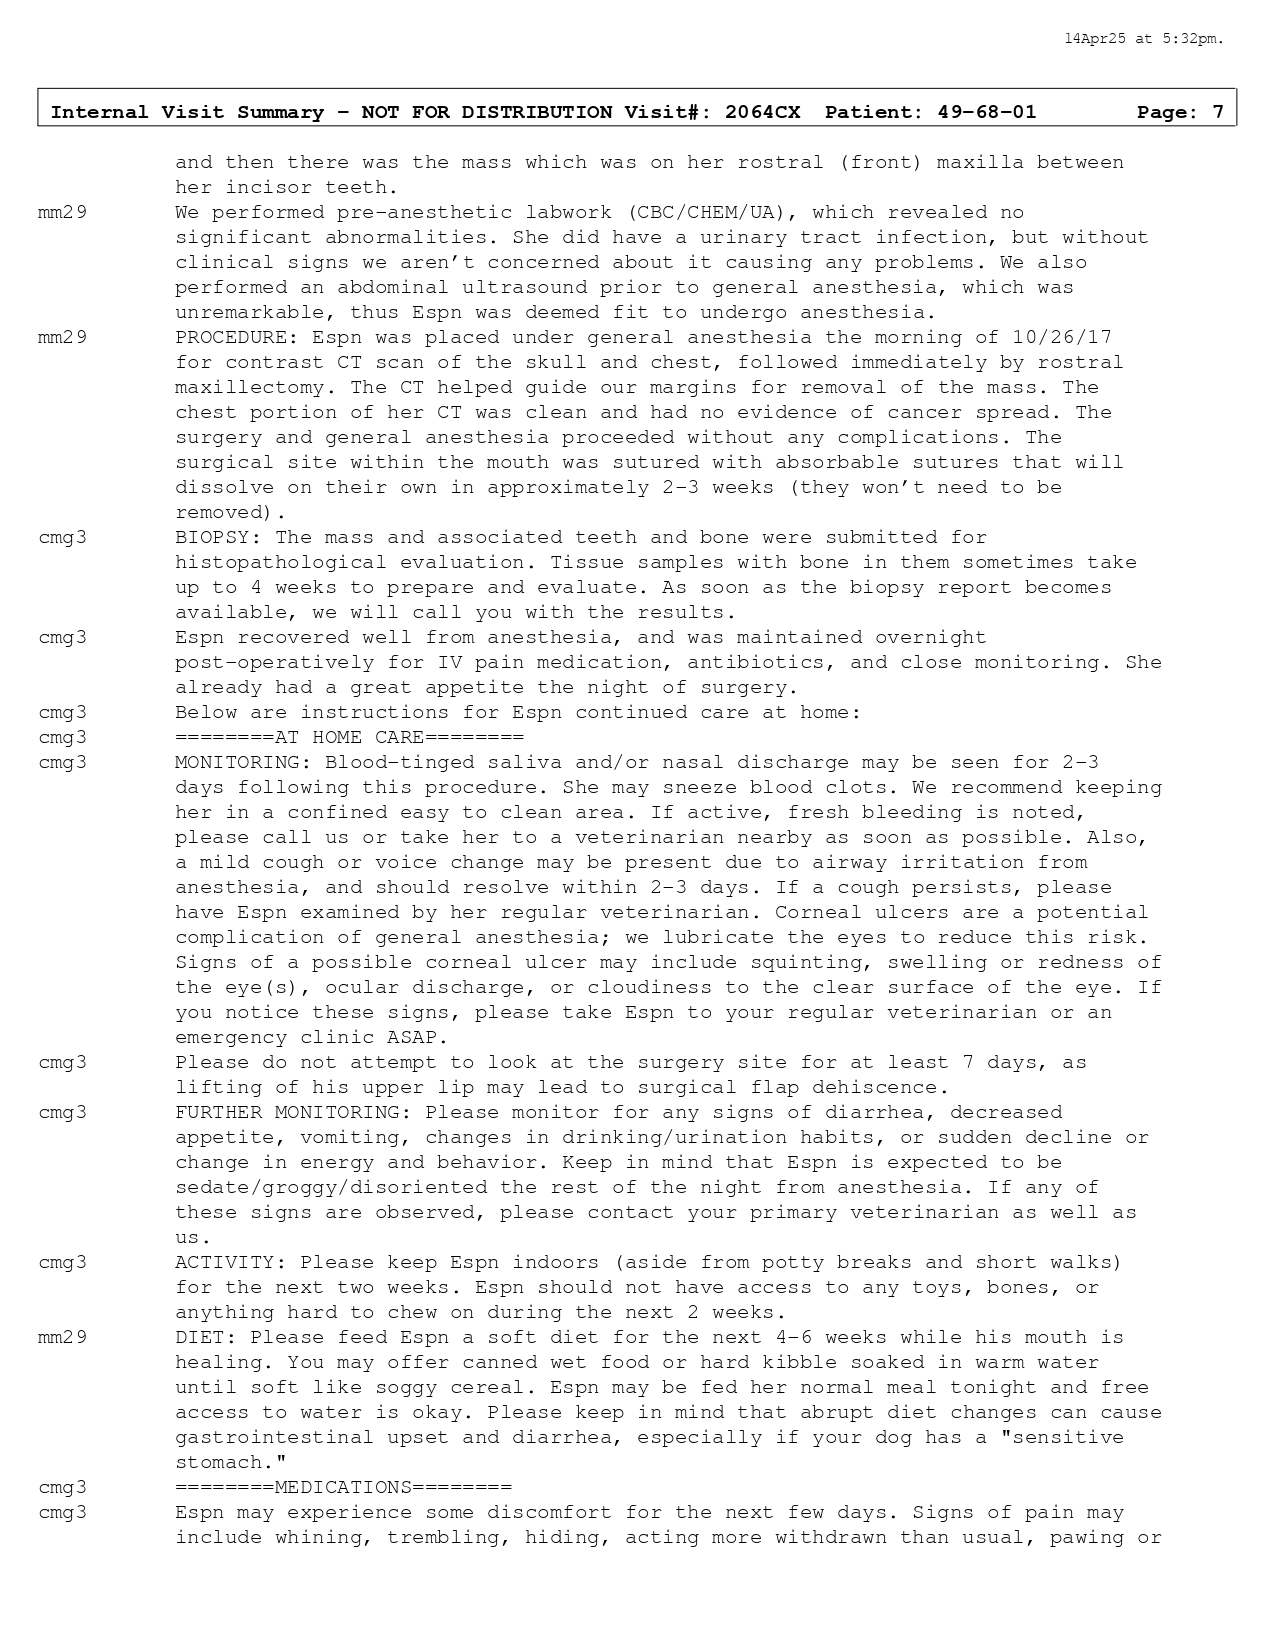 14Apr25 at 5:32pm.
Internal Visit Summary - NOT FOR DISTRIBUTION Visit#: 2064CX Patient: 49-68-01 Page: 7
and then there was the mass which was on her rostral (front) maxilla between
her incisor teeth.
mm29 We performed pre-anesthetic labwork (CBC/CHEM/UA), which revealed no
significant abnormalities. She did have a urinary tract infection, but without
clinical signs we aren't concerned about it causing any problems. We also
performed an abdominal ultrasound prior to general anesthesia, which was
unremarkable, thus Espn was deemed fit to undergo anesthesia.
mm29 PROCEDURE: Espn was placed under general anesthesia the morning of 10/26/17
for contrast CT scan of the skull and chest, followed immediately by rostral
maxillectomy. The CT helped guide our margins for removal of the mass. The
chest portion of her CT was clean and had no evidence of cancer spread. The
surgery and general anesthesia proceeded without any complications. The
surgical site within the mouth was sutured with absorbable sutures that will
dissolve on their own in approximately 2-3 weeks (they won't need to be
removed).
cmg3 BIOPSY: The mass and associated teeth and bone were submitted for
histopathological evaluation. Tissue samples with bone in them sometimes take
up to 4 weeks to prepare and evaluate. As soon as the biopsy report becomes
available, we will call you with the results.
cmg3 Espn recovered well from anesthesia, and was maintained overnight
post-operatively for IV pain medication, antibiotics, and close monitoring. She
already had a great appetite the night of surgery.
cmg3 Below are instructions for Espn continued care at home:
cmg3 ========AT HOME CARE========
cmg3 MONITORING: Blood-tinged saliva and/or nasal discharge may be seen for 2-3
days following this procedure. She may sneeze blood clots. We recommend keeping
her in a confined easy to clean area. If active, fresh bleeding is noted,
please call us or take her to a veterinarian nearby as soon as possible. Also,
a mild cough or voice change may be present due to airway irritation from
anesthesia, and should resolve within 2-3 days. If a cough persists, please
have Espn examined by her regular veterinarian. Corneal ulcers are a potential
complication of general anesthesia; we lubricate the eyes to reduce this risk.
Signs of a possible corneal ulcer may include squinting, swelling or redness of
the eye(s), ocular discharge, or cloudiness to the clear surface of the eye. If
you notice these signs, please take Espn to your regular veterinarian or an
emergency clinic ASAP.
cmg3 Please do not attempt to look at the surgery site for at least 7 days, as
lifting of his upper lip may lead to surgical flap dehiscence.
cmg3 FURTHER MONITORING: Please monitor for any signs of diarrhea, decreased
appetite, vomiting, changes in drinking/urination habits, or sudden decline or
change in energy and behavior. Keep in mind that Espn is expected to be
sedate/groggy/disoriented the rest of the night from anesthesia. If any of
these signs are observed, please contact your primary veterinarian as well as
us.
cmg3 ACTIVITY: Please keep Espn indoors (aside from potty breaks and short walks)
for the next two weeks. Espn should not have access to any toys, bones, or
anything hard to chew on during the next 2 weeks.
mm29 DIET: Please feed Espn a soft diet for the next 4-6 weeks while his mouth is
healing. You may offer canned wet food or hard kibble soaked in warm water
until soft like soggy cereal. Espn may be fed her normal meal tonight and free
access to water is okay. Please keep in mind that abrupt diet changes can cause
gastrointestinal upset and diarrhea, especially if your dog has a "sensitive
stomach."
cmg3 ========MEDICATIONS========
cmg3 Espn may experience some discomfort for the next few days. Signs of pain may
include whining, trembling, hiding, acting more withdrawn than usual, pawing or